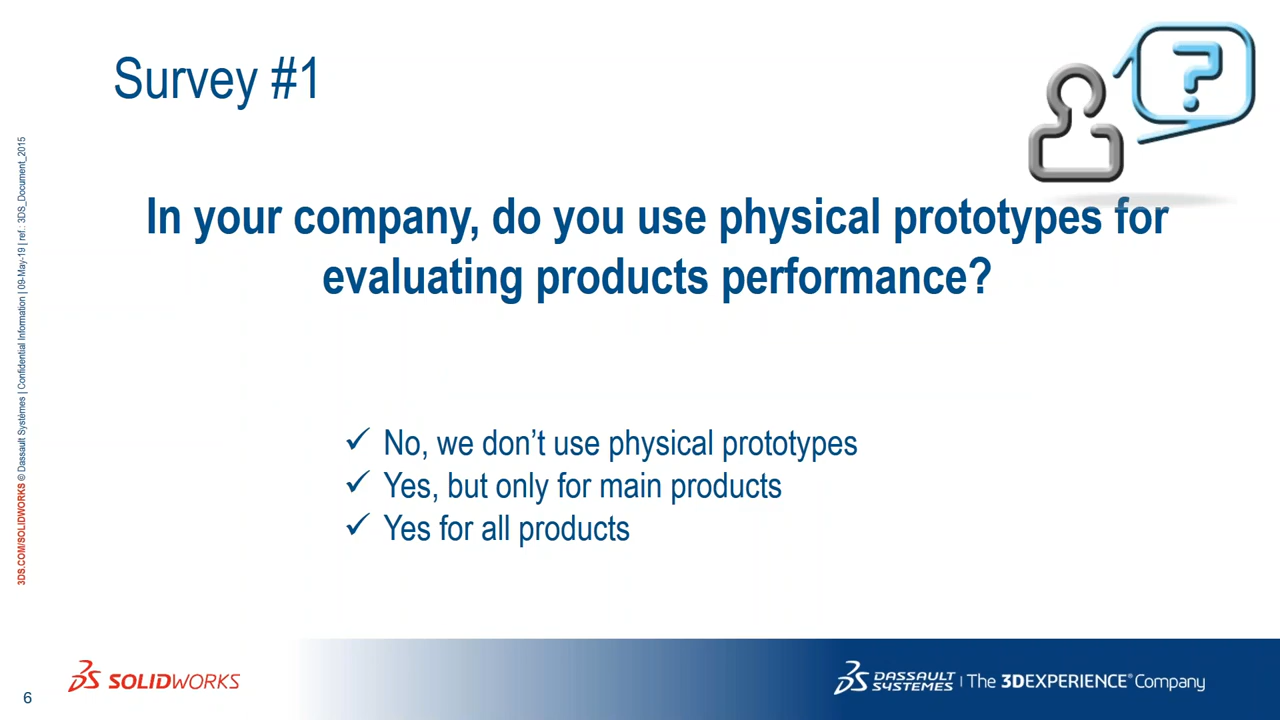 Survey #1
?
In your company, do you use physical prototypes for
evaluating products performance?
✓ No, we don’t use physical prototypes
✓ Yes, but only for main products
✓ Yes for all products
3DS.COM/SOLIDWORKS © Dassault Systèmes | Confidential Information | 09-May-19 | ref.: 3DS_Document_2015
6
SOLIDWORKS
DASSAULT
SYSTEMES | The 3DEXPERIENCE® Company